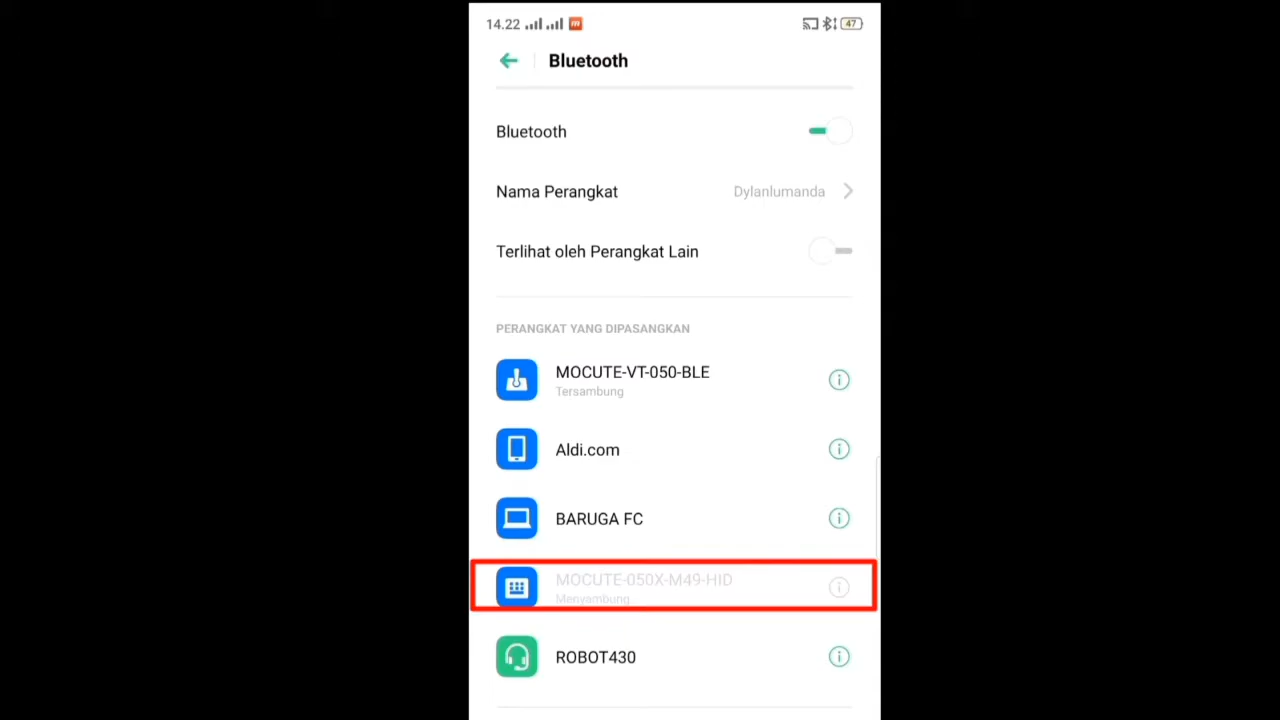 14.22
47
Bluetooth
Bluetooth
Nama Perangkat
Dylanlumanda
Terlihat oleh Perangkat Lain
PERANGKAT YANG DIPASANGKAN
MOCUTE-VT-050-BLE
Tersambung
Aldi.com
BARUGA FC
MOCUTE-050X-M49-HID
Menyambung
ROBOT430